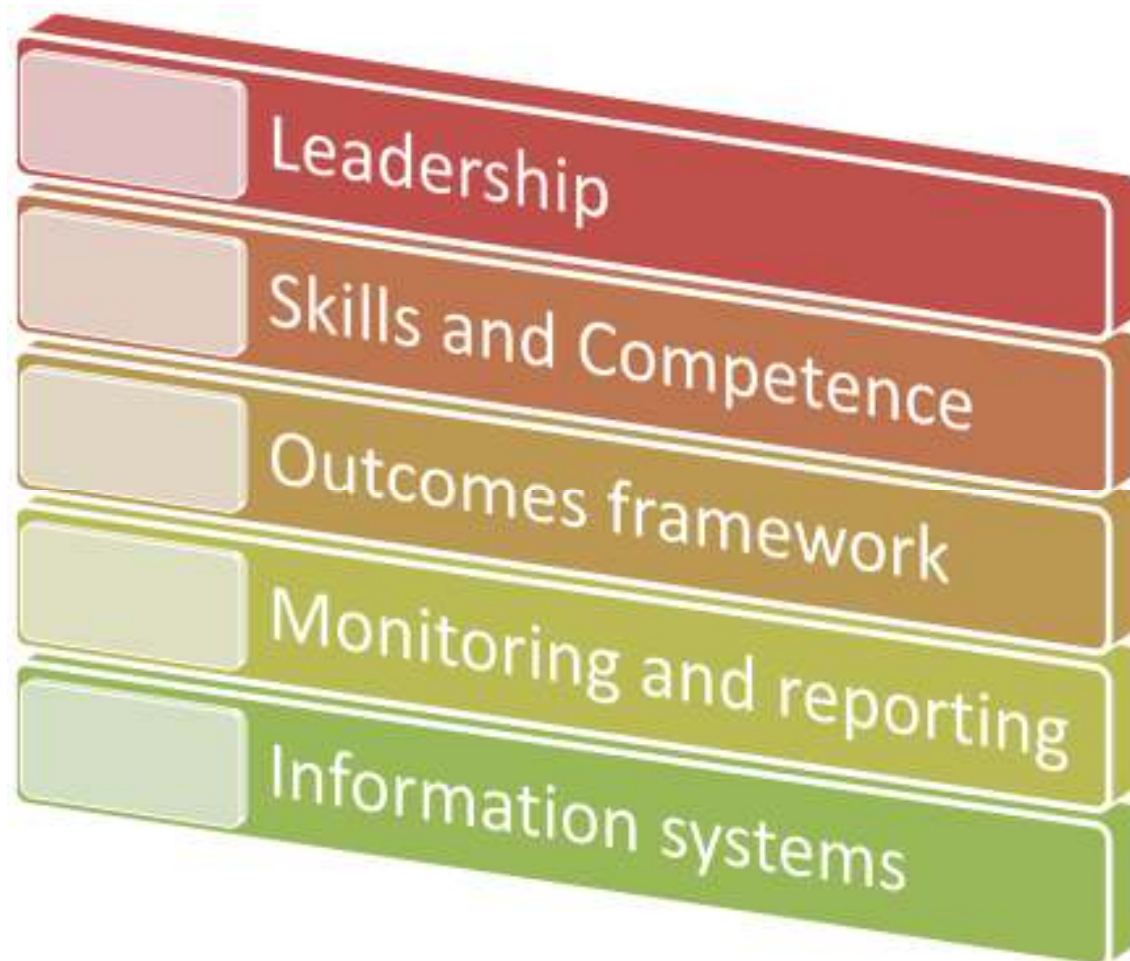 Leadership
Skills and Competence
Outcomes framework
Monitoring and reporting
Information systems